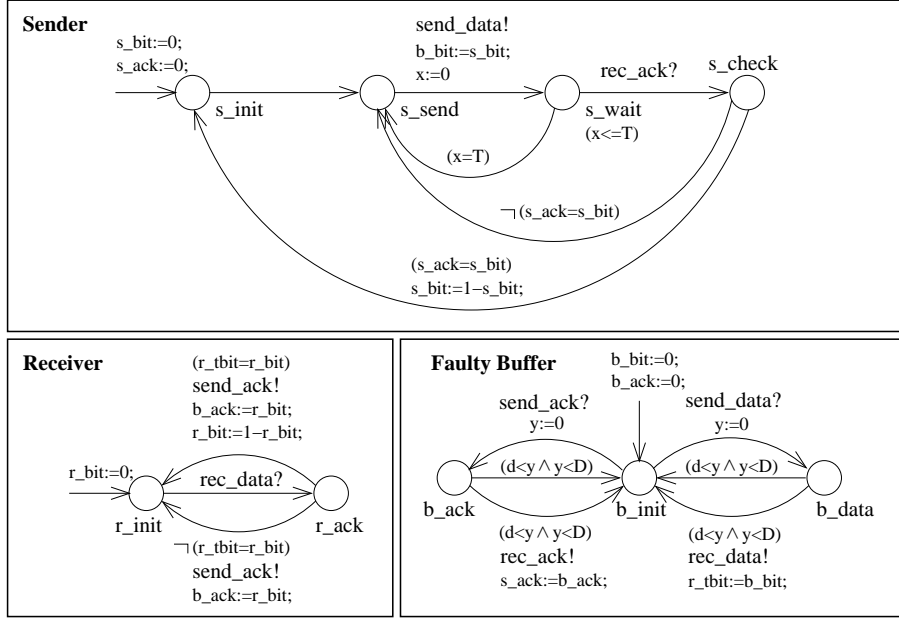 Sender
s_bit:=0;
s_ack:=0;
s_init
send_data!
b_bit:=s_bit;
x:=0
s_send
rec_ack?
s_check
s_wait
(x<=T)
(x=T)
¬(s_ack=s_bit)
(s_ack=s_bit)
s_bit:=1−s_bit;
Receiver
(r_tbit=r_bit)
send_ack!
b_ack:=r_bit;
r_bit:=1−r_bit;
r_bit:=0;
rec_data?
r_init
r_ack
¬(r_tbit=r_bit)
send_ack!
b_ack:=r_bit;
Faulty Buffer
b_bit:=0;
b_ack:=0;
send_ack?
y:=0
send_data?
y:=0
(d<y ∧ y<D)
(d<y ∧ y<D)
b_ack
b_init
b_data
(d<y ∧ y<D)
rec_ack!
s_ack:=b_ack;
(d<y ∧ y<D)
rec_data!
r_tbit:=b_bit;